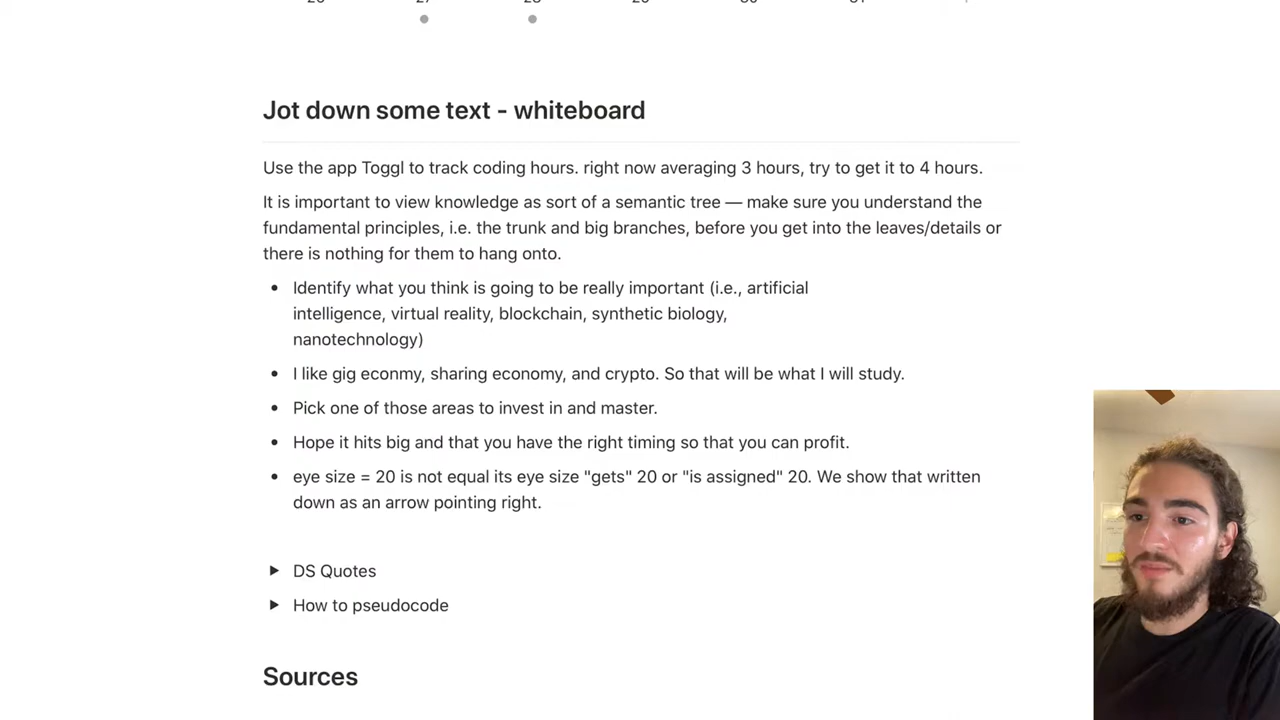 Jot down some text - whiteboard
Use the app Toggl to track coding hours. right now averaging 3 hours, try to get it to 4 hours.
It is important to view knowledge as sort of a semantic tree — make sure you understand the
fundamental principles, i.e. the trunk and big branches, before you get into the leaves/details or
there is nothing for them to hang onto.
• Identify what you think is going to be really important (i.e., artificial
intelligence, virtual reality, blockchain, synthetic biology,
nanotechnology)
• I like gig econmy, sharing economy, and crypto. So that will be what I will study.
• Pick one of those areas to invest in and master.
• Hope it hits big and that you have the right timing so that you can profit.
• eye size = 20 is not equal its eye size "gets" 20 or "is assigned" 20. We show that written
down as an arrow pointing right.
DS Quotes
How to pseudocode
Sources